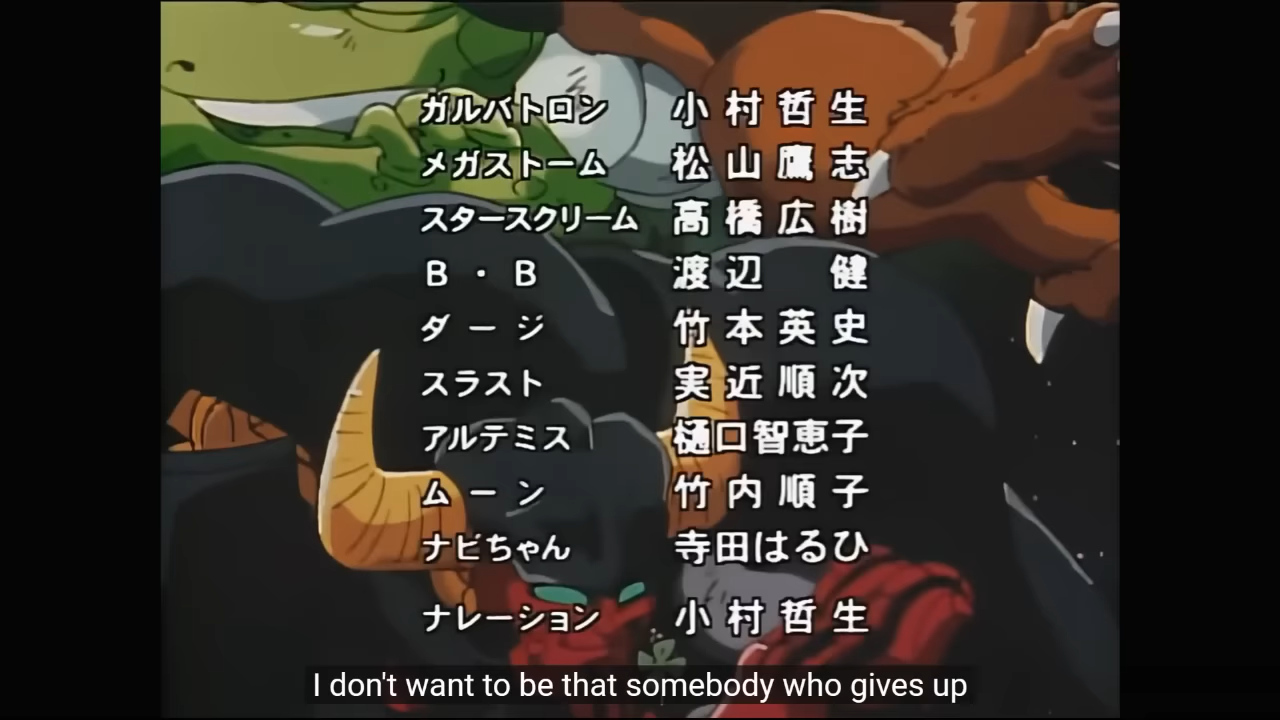 ガルバトロン 小村哲生
メガストーム 松山鷹志
スタースクリーム 高橋広樹
B・B 渡辺 健
ダージ 竹本英史
スラスト 実近順次
アルテミス 樋口智恵子
ムーン 竹内順子
ナビちゃん 寺田はるひ
ナレーション 小村哲生
I don't want to be that somebody who gives up